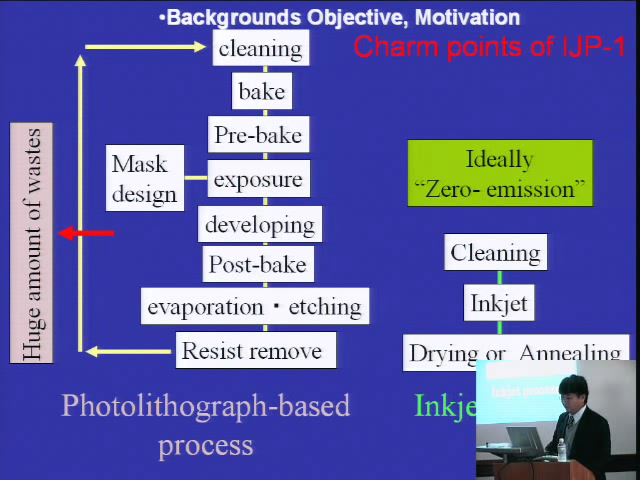 •Backgrounds Objective, Motivation
Charm points of IJP-1
cleaning
bake
Pre-bake
Mask
design
exposure
developing
Post-bake
evaporation・etching
Resist remove
Huge amount of wastes
Photolithograph-based
process
Ideally
“Zero- emission”
Cleaning
Inkjet
Drying or Annealing
Inkjet